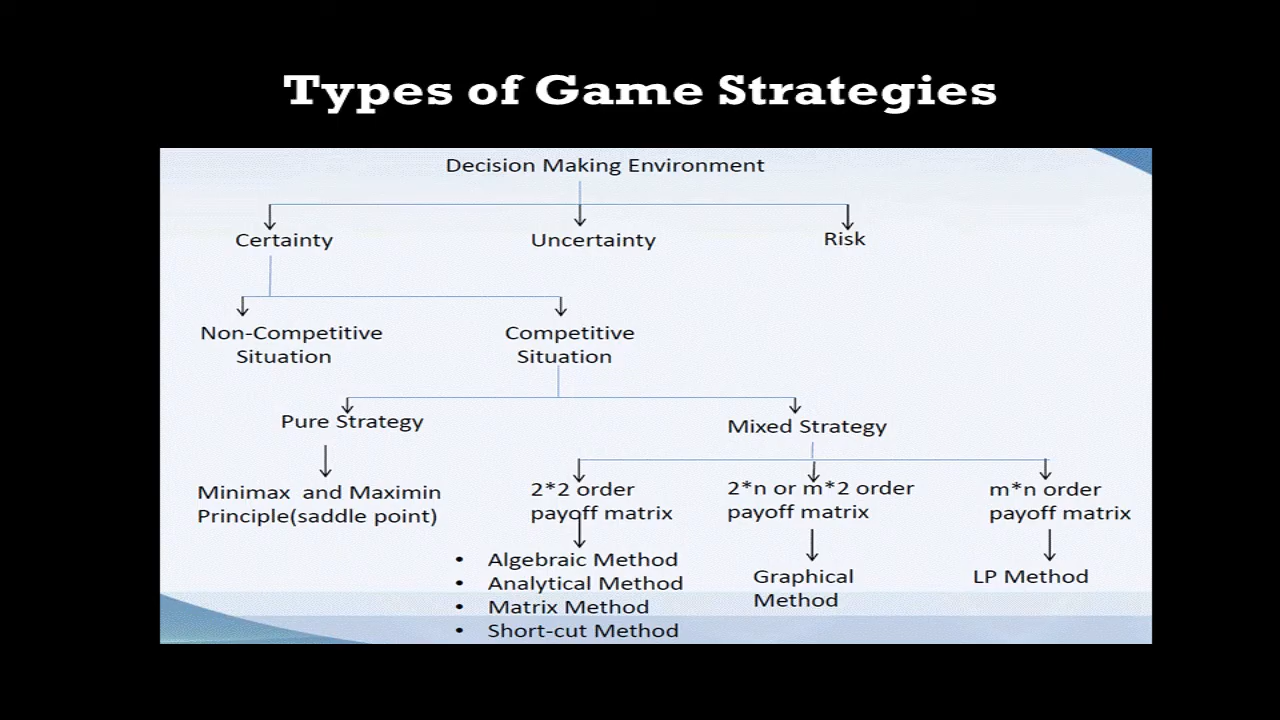 Types of Game Strategies
Decision Making Environment
Certainty
Uncertainty
Risk
Non-Competitive
Situation
Competitive
Situation
Pure Strategy
Mixed Strategy
Minimax and Maximin
Principle(saddle point)
2*2 order
payoff matrix
2*n or m*2 order
payoff matrix
m*n order
payoff matrix
• Algebraic Method
• Analytical Method
• Matrix Method
• Short-cut Method
Graphical
Method
LP Method